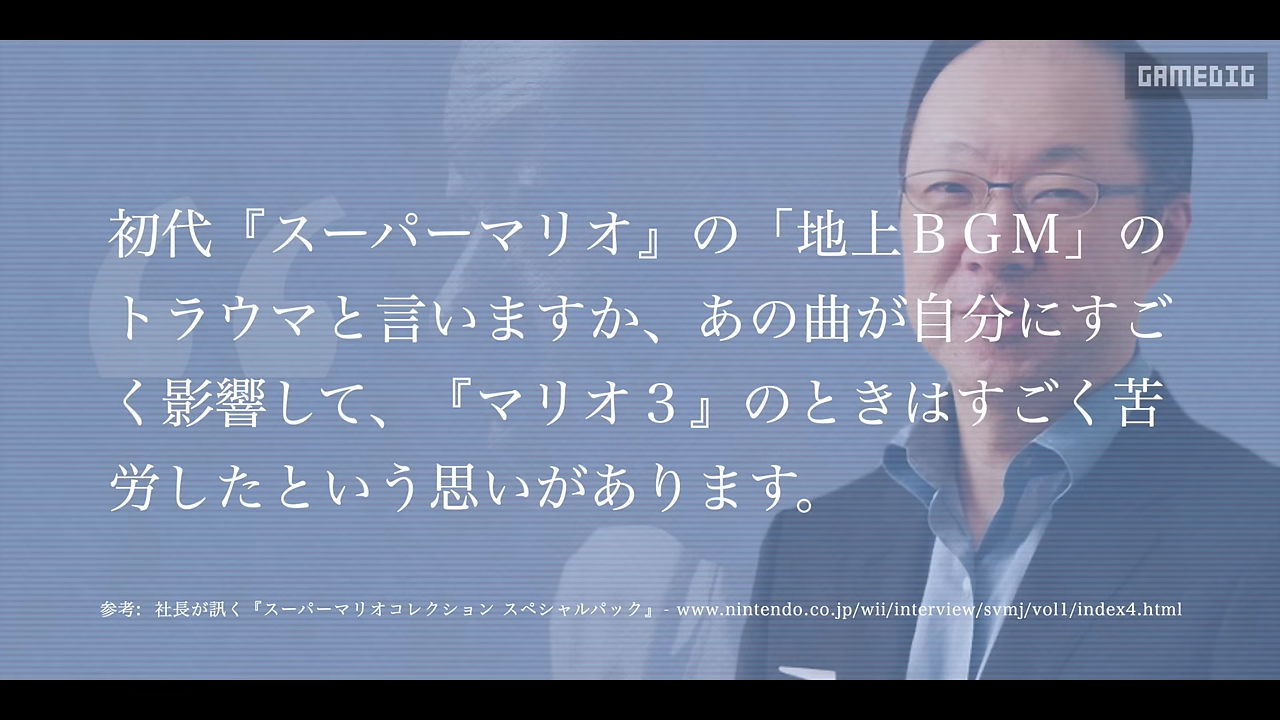 GAMEDIG
初代『スーパーマリオ』の「地上ＢＧＭ」の
トラウマと言いますか、あの曲が自分にすご
く影響して、『マリオ３』のときはすごく苦
労したという思いがあります。
参考: 社長が訊く『スーパーマリオコレクション スペシャルパック』- www.nintendo.co.jp/wii/interview/svmj/vol1/index4.html